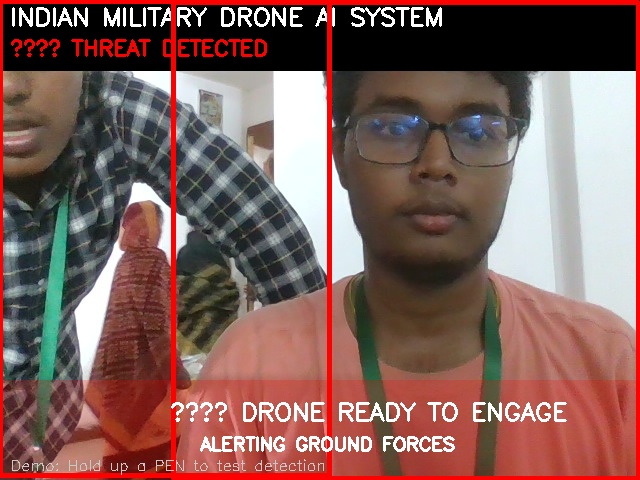 INDIAN MILITARY DRONE AI SYSTEM
???? THREAT DETECTED
???? DRONE READY TO ENGAGE
ALERTING GROUND FORCES
Demo: Hold up a PEN to test detection